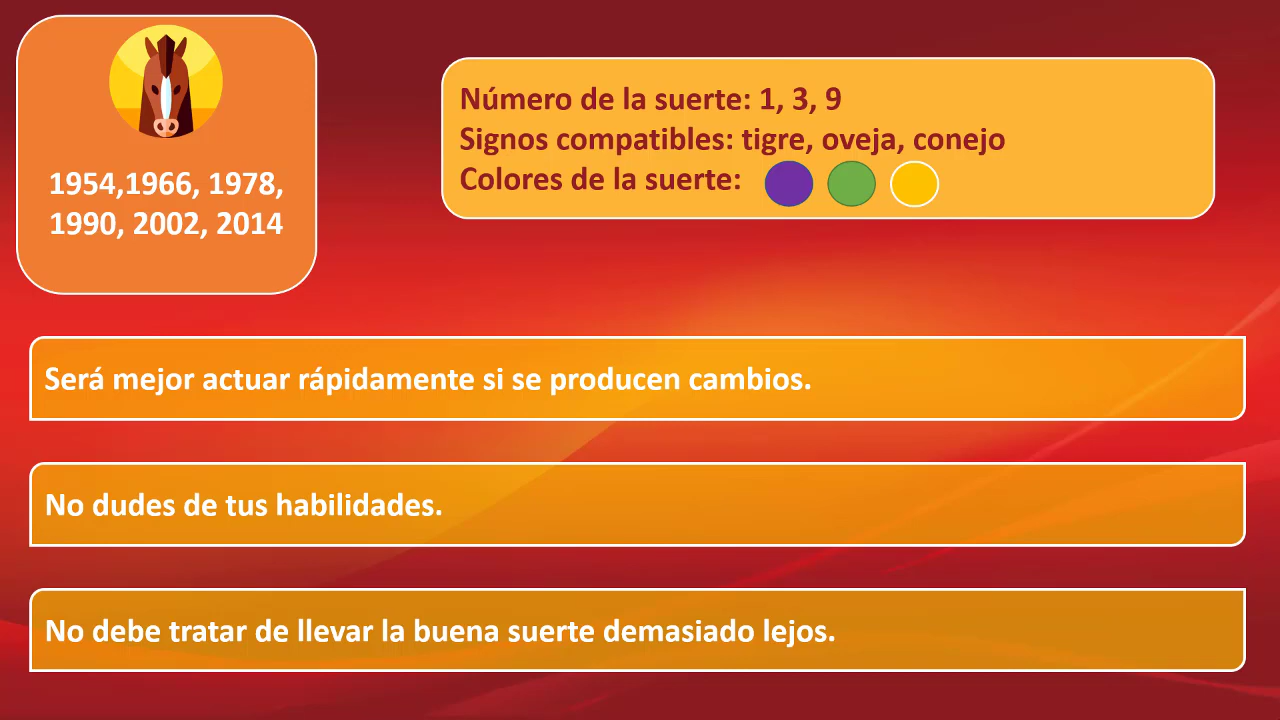 1954,1966, 1978,
1990, 2002, 2014
Número de la suerte: 1, 3, 9
Signos compatibles: tigre, oveja, conejo
Colores de la suerte:
Será mejor actuar rápidamente si se producen cambios.
No dudes de tus habilidades.
No debe tratar de llevar la buena suerte demasiado lejos.